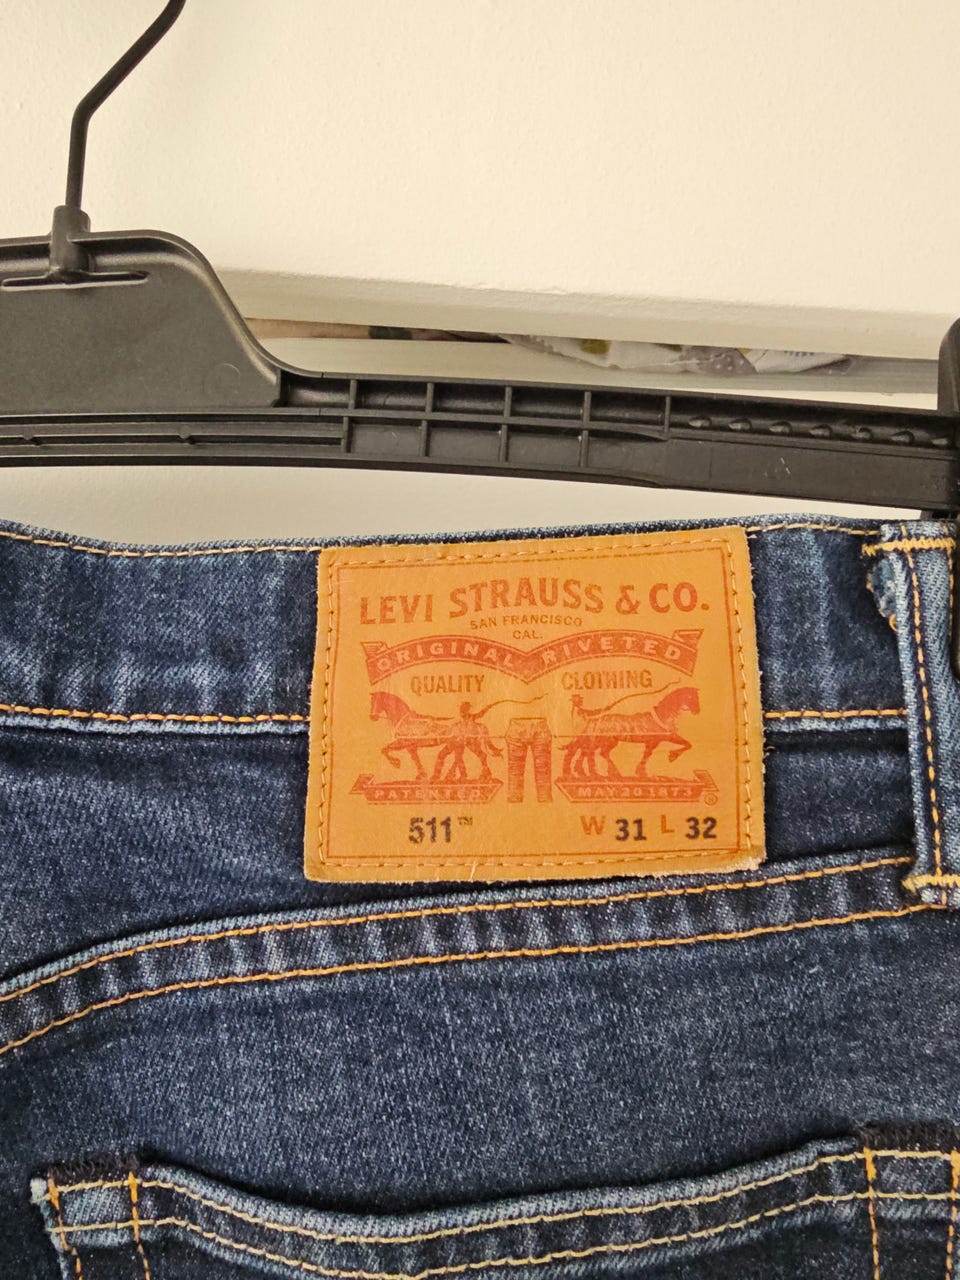 LEVI STRAUSS & CO.
SAN FRANCISCO
CAL.
ORIGINAL RIVETED
QUALITY CLOTHING
PATENTED MAY 20 1873 ®
511™ W 31 L 32